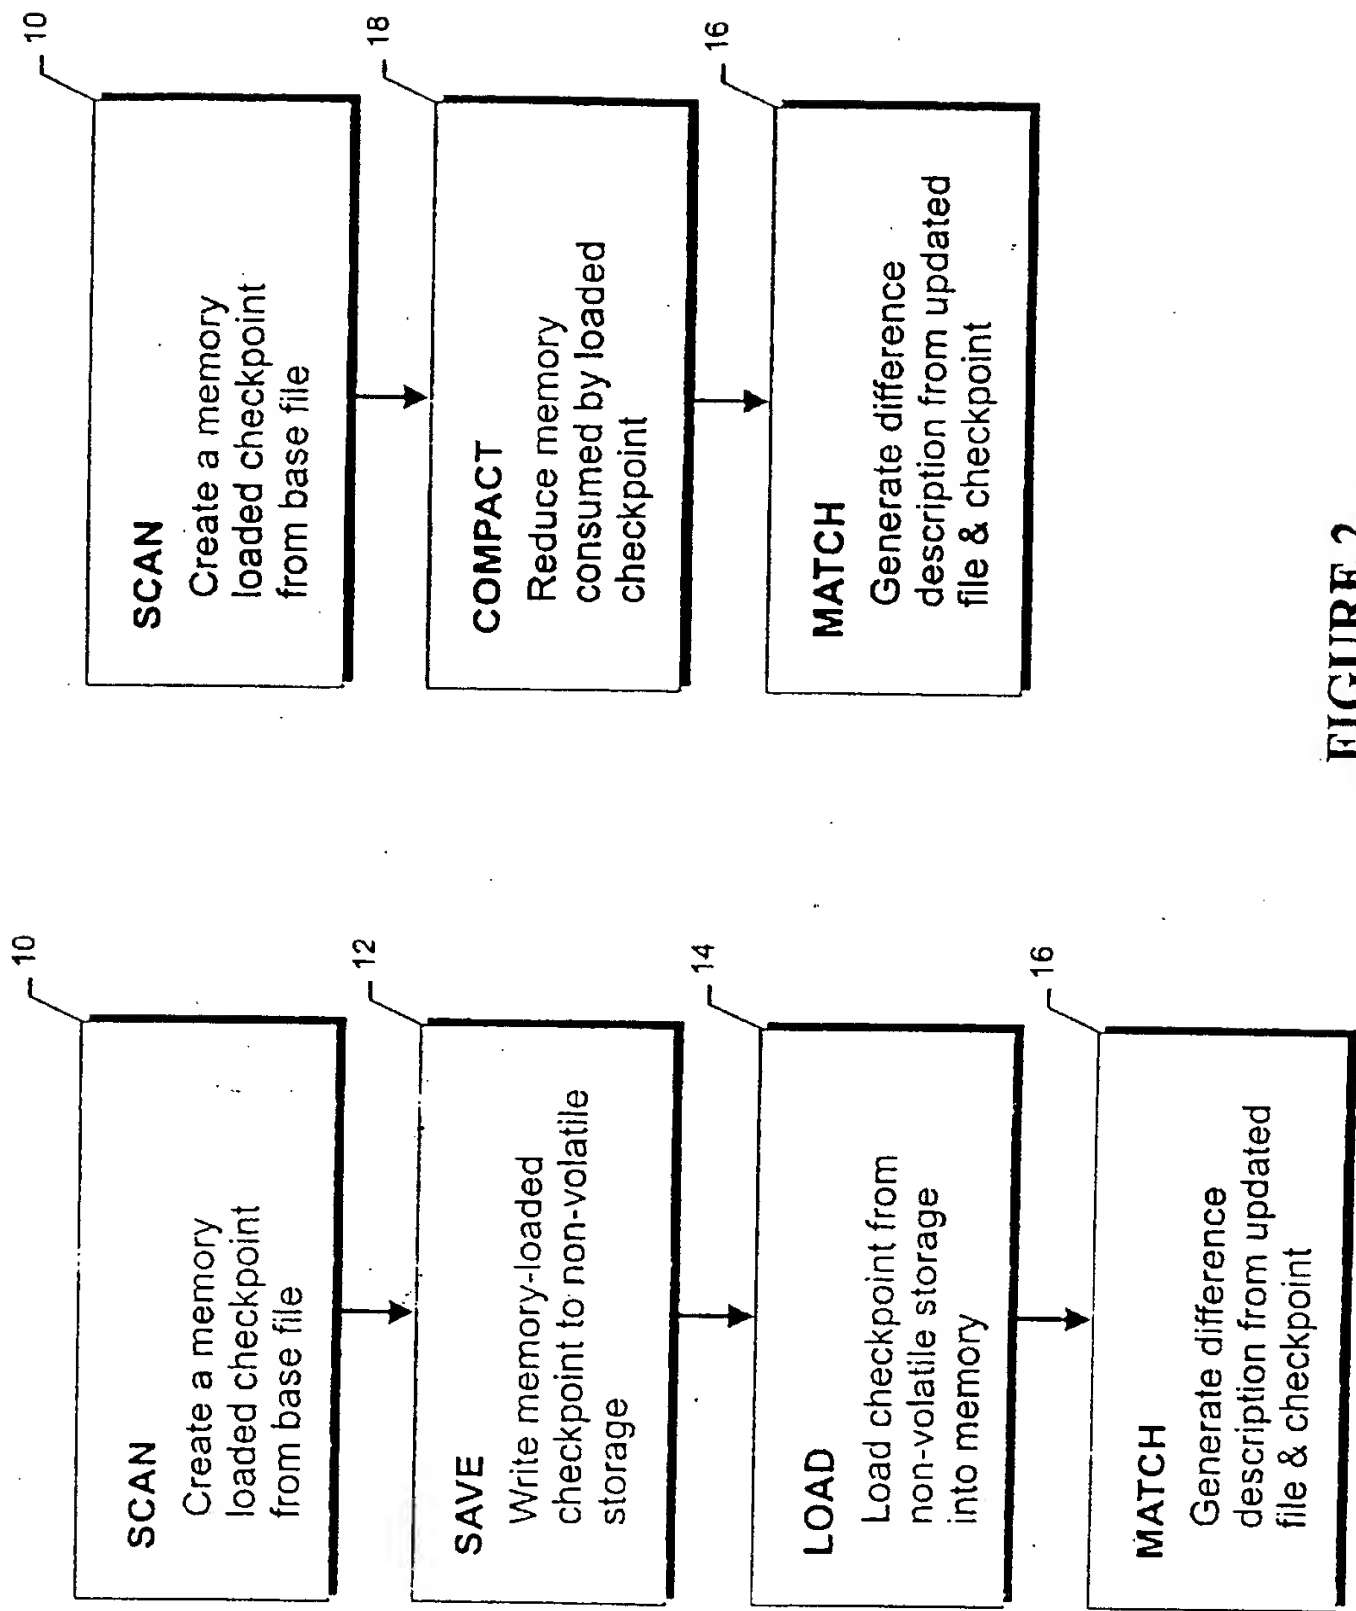 10
SCAN
Create a memory
loaded checkpoint
from base file
12
SAVE
Write memory-loaded
checkpoint to non-volatile
storage
14
LOAD
Load checkpoint from
non-volatile storage
into memory
16
MATCH
Generate difference
description from updated
file & checkpoint
10
SCAN
Create a memory
loaded checkpoint
from base file
18
COMPACT
Reduce memory
consumed by loaded
checkpoint
16
MATCH
Generate difference
description from updated
file & checkpoint
FIGURE 2